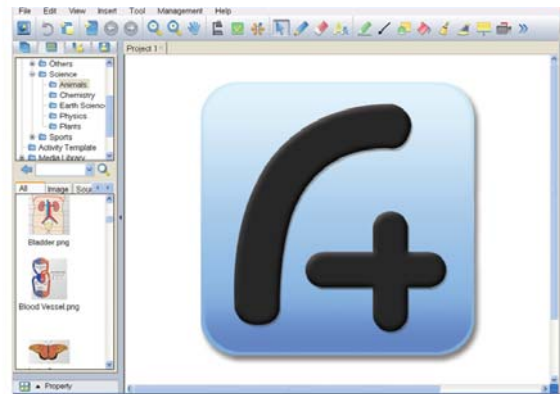 File Edit View Insert Tool Management Help
Project 1
Others
Science
Animals
Chemistry
Earth Science
Physics
Plants
Sports
Activity Template
Media Library
All Image Sou
Bladder.png
Blood Vessel.png
Property